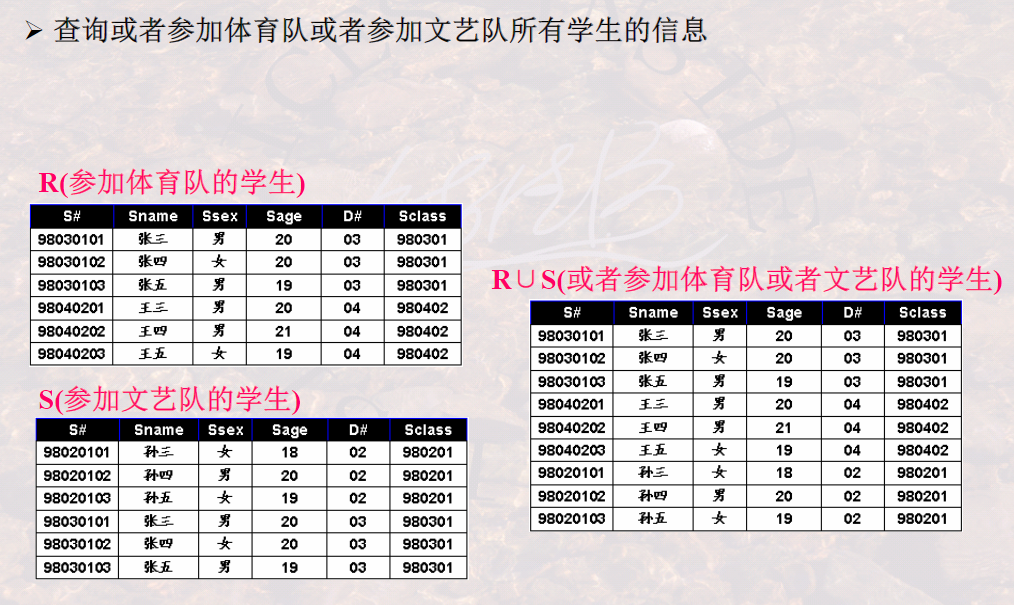 ➢ 查询或者参加体育队或者参加文艺队所有学生的信息
R(参加体育队的学生)
S# Sname Ssex Sage D# Sclass
98030101 张三 男 20 03 980301
98030102 张四 女 20 03 980301
98030103 张五 男 19 03 980301
98040201 王三 男 20 04 980402
98040202 王四 男 21 04 980402
98040203 王五 女 19 04 980402
S(参加文艺队的学生)
S# Sname Ssex Sage D# Sclass
98020101 孙三 女 18 02 980201
98020102 孙四 男 20 02 980201
98020103 孙五 女 19 02 980201
98030101 张三 男 20 03 980301
98030102 张四 女 20 03 980301
98030103 张五 男 19 03 980301
R∪S(或者参加体育队或者文艺队的学生)
S# Sname Ssex Sage D# Sclass
98030101 张三 男 20 03 980301
98030102 张四 女 20 03 980301
98030103 张五 男 19 03 980301
98040201 王三 男 20 04 980402
98040202 王四 男 21 04 980402
98040203 王五 女 19 04 980402
98020101 孙三 女 18 02 980201
98020102 孙四 男 20 02 980201
98020103 孙五 女 19 02 980201